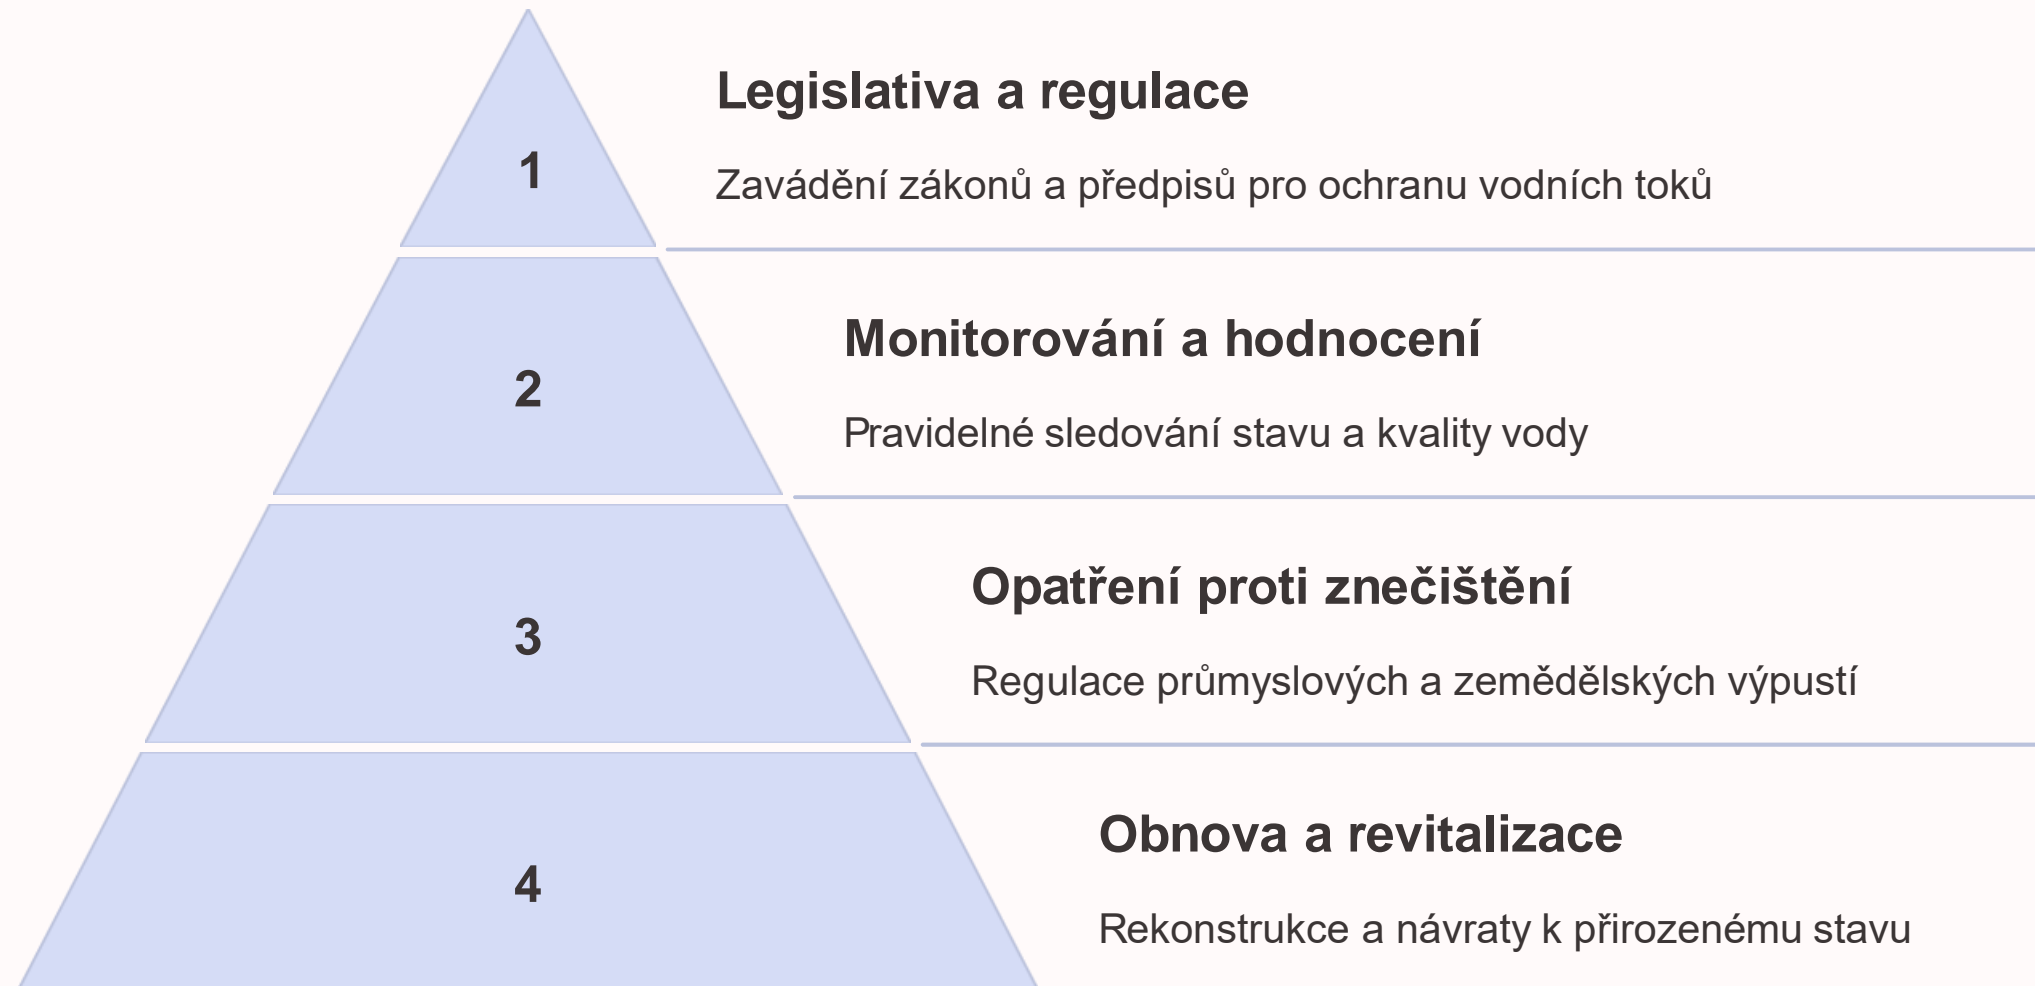 1
Legislativa a regulace
Zavádění zákonů a předpisů pro ochranu vodních toků
2
Monitorování a hodnocení
Pravidelné sledování stavu a kvality vody
3
Opatření proti znečištění
Regulace průmyslových a zemědělských výpustí
4
Obnova a revitalizace
Rekonstrukce a návraty k přirozenému stavu